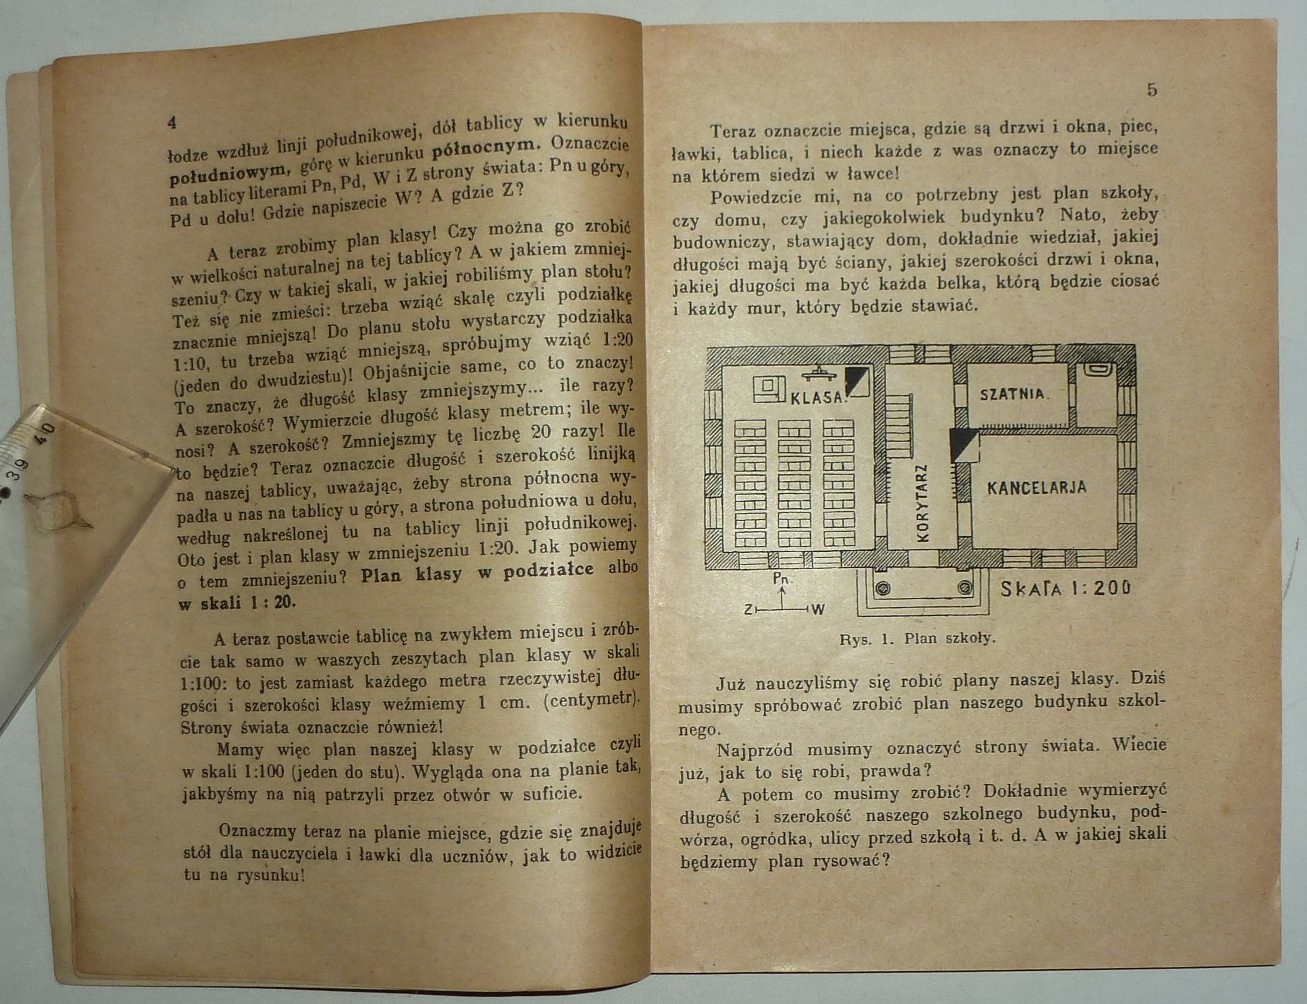 4
łodze wzdłuż linji południkowej, dół tablicy w kierunku
południowym, górę w kierunku północnym. Oznaczcie
na tablicy literami Pn, Pd, W i Z strony świata: Pn u góry,
Pd u dołu! Gdzie napiszecie W? A gdzie Z?
A teraz zrobimy plan klasy! Czy można go zrobić
w wielkości naturalnej na tej tablicy? A w jakiem zmniej-
szeniu? Czy w takiej skali, w jakiej robiliśmy plan stołu?
Też się nie zmieści: trzeba wziąć skalę czyli podziałkę
znacznie mniejszą! Do planu stołu wystarczy podziałka
1:10, tu trzeba wziąć mniejszą, spróbujmy wziąć 1:20
(jeden do dwudziestu)! Objaśnijcie same, co to znaczy!
To znaczy, że długość klasy zmniejszymy... ile razy?
A szerokość? Wymierzcie długość klasy metrem; ile wy-
nosi? A szerokość? Zmniejszmy tę liczbę 20 razy! Ile
to będzie? Teraz oznaczcie długość i szerokość linijką
na naszej tablicy, uważając, żeby strona północna wy-
padła u nas na tablicy u góry, a strona południowa u dołu,
według nakreślonej tu na tablicy linji południkowej.
Oto jest i plan klasy w zmniejszeniu 1:20. Jak powiemy
o tem zmniejszeniu? Plan klasy w podziałce albo
w skali 1 : 20.
A teraz postawcie tablicę na zwykłem miejscu i zrób-
cie tak samo w waszych zeszytach plan klasy w skali
1:100: to jest zamiast każdego metra rzeczywistej dłu-
gości i szerokości klasy weźmiemy 1 cm. (centymetr).
Strony świata oznaczcie również!
Mamy więc plan naszej klasy w podziałce czyli
w skali 1:100 (jeden do stu). Wygląda ona na planie tak,
jakbyśmy na nią patrzyli przez otwór w suficie.
Oznaczmy teraz na planie miejsce, gdzie się znajduje
stół dla nauczyciela i ławki dla uczniów, jak to widzicie
tu na rysunku!
39 40
5
Teraz oznaczcie miejsca, gdzie są drzwi i okna, piec,
ławki, tablica, i niech każde z was oznaczy to miejsce
na którem siedzi w ławce!
Powiedzcie mi, na co potrzebny jest plan szkoły,
czy domu, czy jakiegokolwiek budynku? Nato, żeby
budowniczy, stawiający dom, dokładnie wiedział, jakiej
długości mają być ściany, jakiej szerokości drzwi i okna,
jakiej długości ma być każda belka, którą będzie ciosać
i każdy mur, który będzie stawiać.
KLASA.
SZATNIA.
KORYTARZ
KANCELARJA
Pn.
Z W
SKAŁA 1:200
Rys. 1. Plan szkoły.
Już nauczyliśmy się robić plany naszej klasy. Dziś
musimy spróbować zrobić plan naszego budynku szkol-
nego.
Najprzód musimy oznaczyć strony świata. Wiecie
już, jak to się robi, prawda?
A potem co musimy zrobić? Dokładnie wymierzyć
długość i szerokość naszego szkolnego budynku, pod-
wórza, ogródka, ulicy przed szkołą i t. d. A w jakiej skali
będziemy plan rysować?